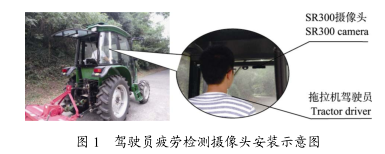 SR300摄像头
SR300 camera
拖拉机驾驶员
Tractor driver
图1 驾驶员疲劳检测摄像头安装示意图